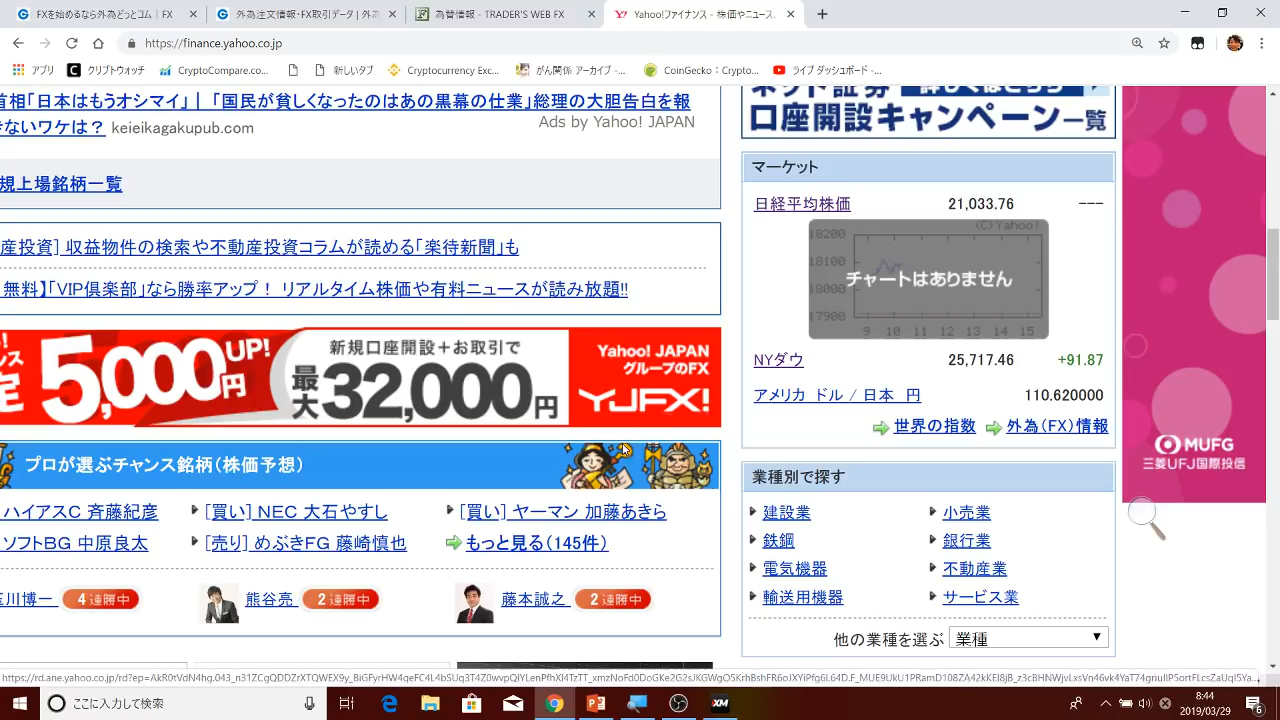 FXを始めるなら外為どっとコム | FX
外為注文情報・FX取引データ | 外為
為替情報 - TRADER'S WEB FX
Yahoo!ファイナンス - 株価やニュース
https://finance.yahoo.co.jp
アプリ
クリプトウォッチ
CryptoCompare.co...
新しいタブ
Cryptocurrency Exc...
がん関係 アーカイブ -...
CoinGecko : Crypto...
ライブ ダッシュボード -...
首相「日本はもうオシマイ」| 「国民が貧しくなったのはあの黒幕の仕業」総理の大胆告白を報
ないワケは? keieikagakupub.com
Ads by Yahoo! JAPAN
規上場銘柄一覧
産投資] 収益物件の検索や不動産投資コラムが読める「楽待新聞」も
無料】「VIP倶楽部」なら勝率アップ! リアルタイム株価や有料ニュースが読み放題!!
5,000円UP!
新規口座開設+お取引で
最大32,000円
Yahoo! JAPAN
グループのFX
YJFX!
プロが選ぶチャンス銘柄(株価予想)
ハイアスC 斉藤紀彦
[買い] NEC 大石やすし
[買い] ヤーマン 加藤あきら
ソフトBG 中原良太
[売り] めぶきFG 藤崎慎也
もっと見る(145件)
川博一 4連勝中
熊谷亮 2連勝中
藤本誠之 2連勝中
口座開設キャンペーン一覧
マーケット
日経平均株価 21,033.76 ---
(C)Yahoo!
18200
18100
18000
17900
チャートはありません
9 10 11 12 13 14 15
NYダウ 25,717.46 +91.87
アメリカ ドル / 日本 円 110.620000
世界の指数 外為(FX)情報
業種別で探す
建設業 小売業
鉄鋼 銀行業
電気機器 不動産業
輸送用機器 サービス業
他の業種を選ぶ 業種
MUFG
三菱UFJ国際投信
ここに入力して検索
XM
8:44
2019/03/29
6